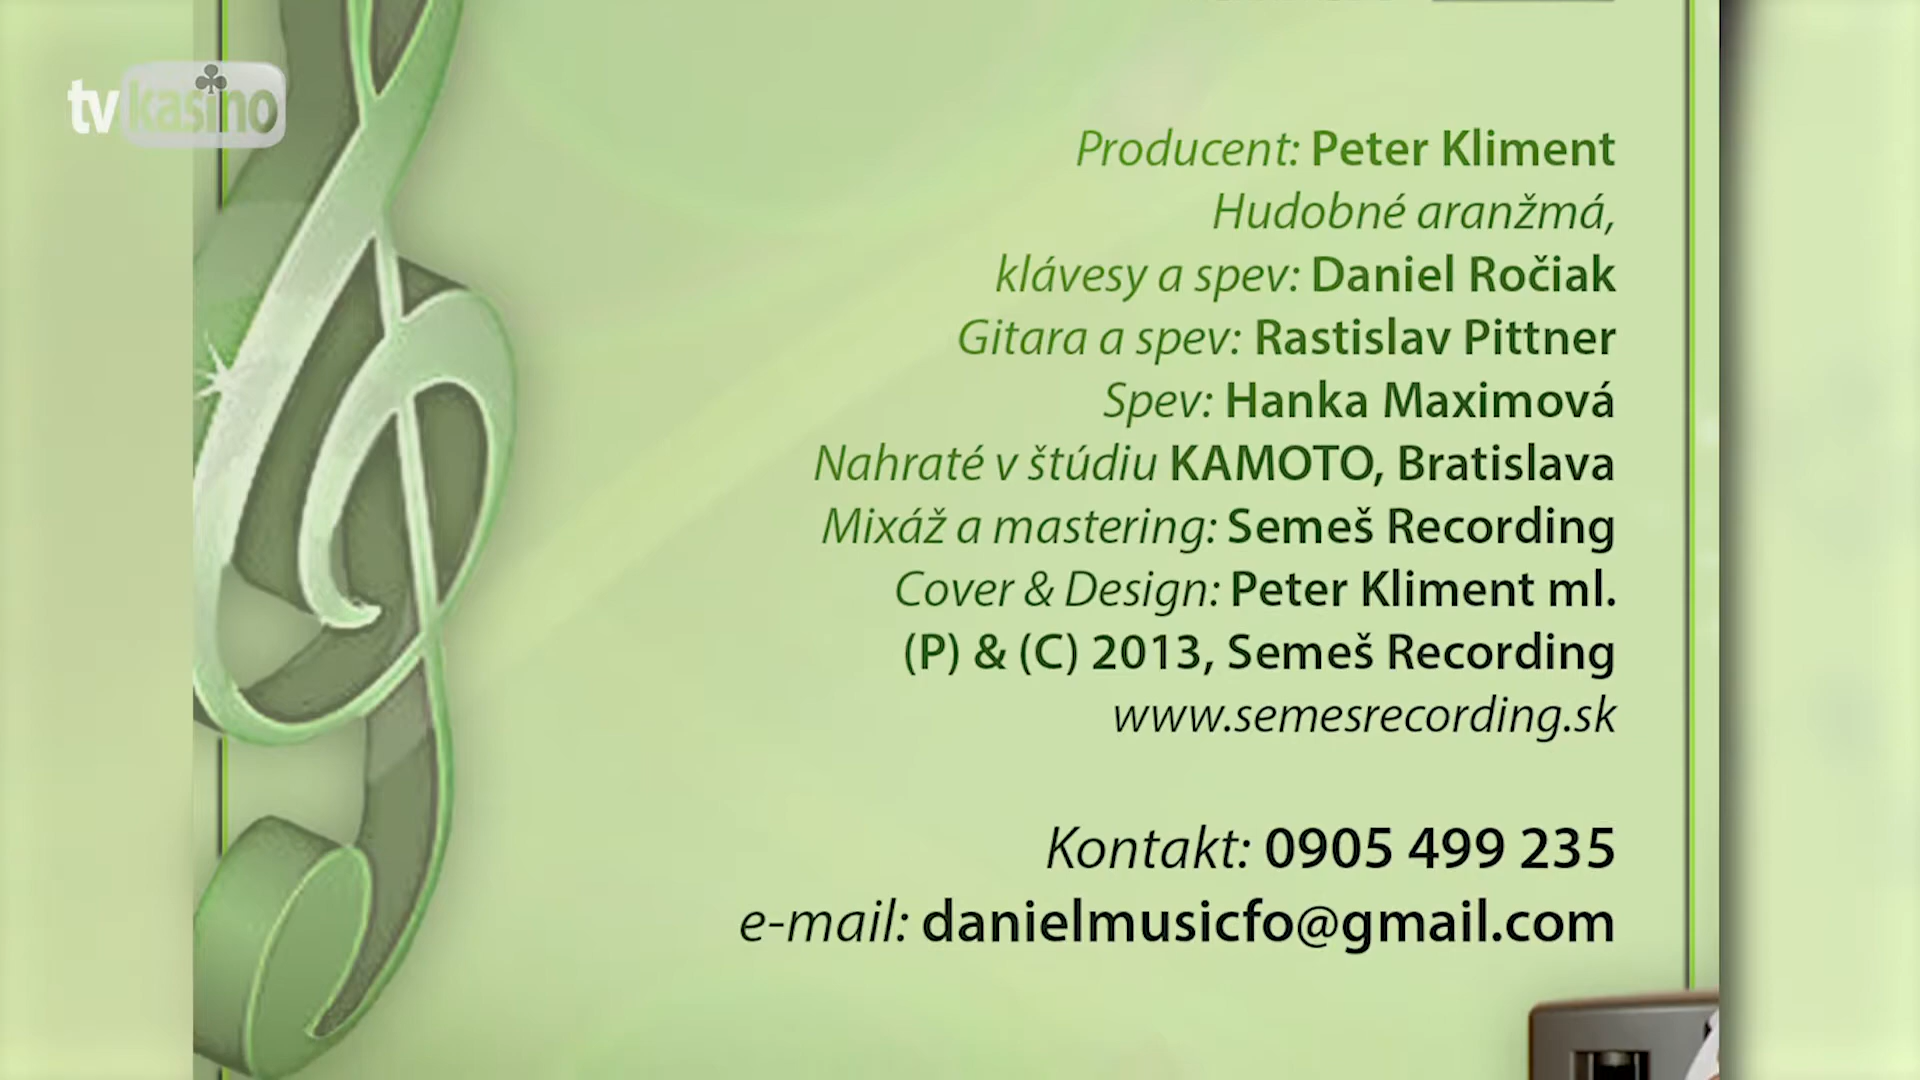 tv kasino
Producent: Peter Kliment
Hudobné aranžmá,
klávesy a spev: Daniel Ročiak
Gitara a spev: Rastislav Pittner
Spev: Hanka Maximová
Nahraté v štúdiu KAMOTO, Bratislava
Mixáž a mastering: Semeš Recording
Cover & Design: Peter Kliment ml.
(P) & (C) 2013, Semeš Recording
www.semesrecording.sk
Kontakt: 0905 499 235
e-mail: danielmusicfo@gmail.com